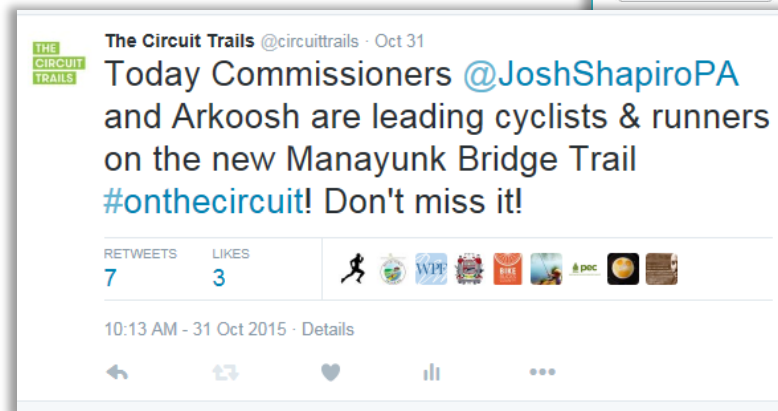 THE
CIRCUIT
TRAILS
The Circuit Trails @circuittrails · Oct 31
Today Commissioners @JoshShapiroPA
and Arkoosh are leading cyclists & runners
on the new Manayunk Bridge Trail
#onthecircuit! Don't miss it!
RETWEETS LIKES
7 3
WPF BIKE pec
10:13 AM - 31 Oct 2015 · Details